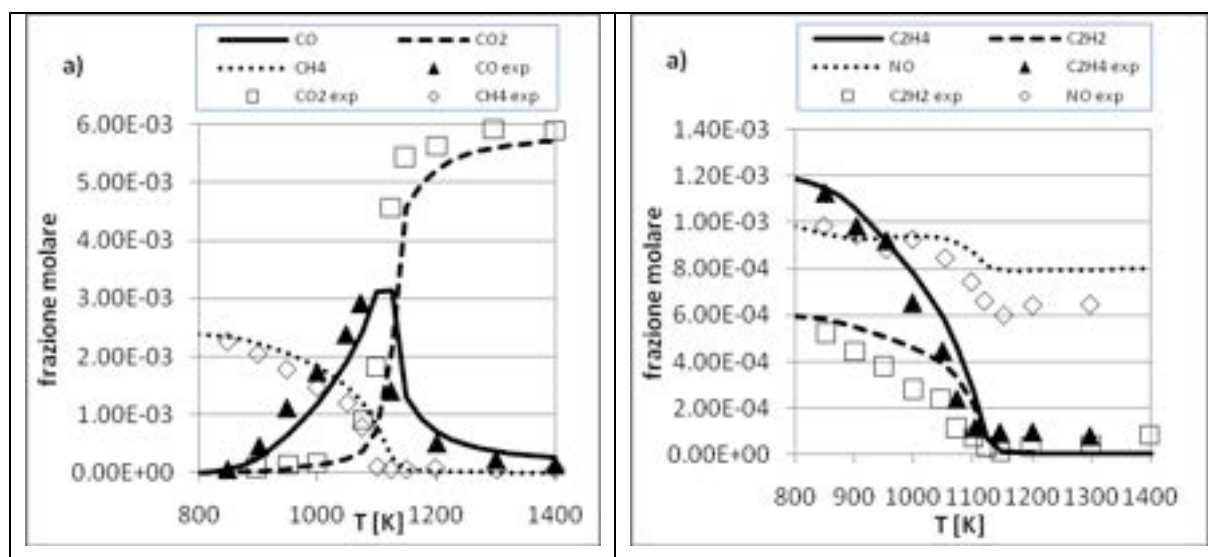 a)
CO CO2
CH4 CO exp
CO2 exp CH4 exp
6.00E-03
5.00E-03
4.00E-03
3.00E-03
2.00E-03
1.00E-03
0.00E+00
frazione molare
800 1000 1200 1400
T [K]
a)
C2H4 C2H2
NO C2H4 exp
C2H2 exp NO exp
1.40E-03
1.20E-03
1.00E-03
8.00E-04
6.00E-04
4.00E-04
2.00E-04
0.00E+00
frazione molare
800 900 1000 1100 1200 1300 1400
T [K]